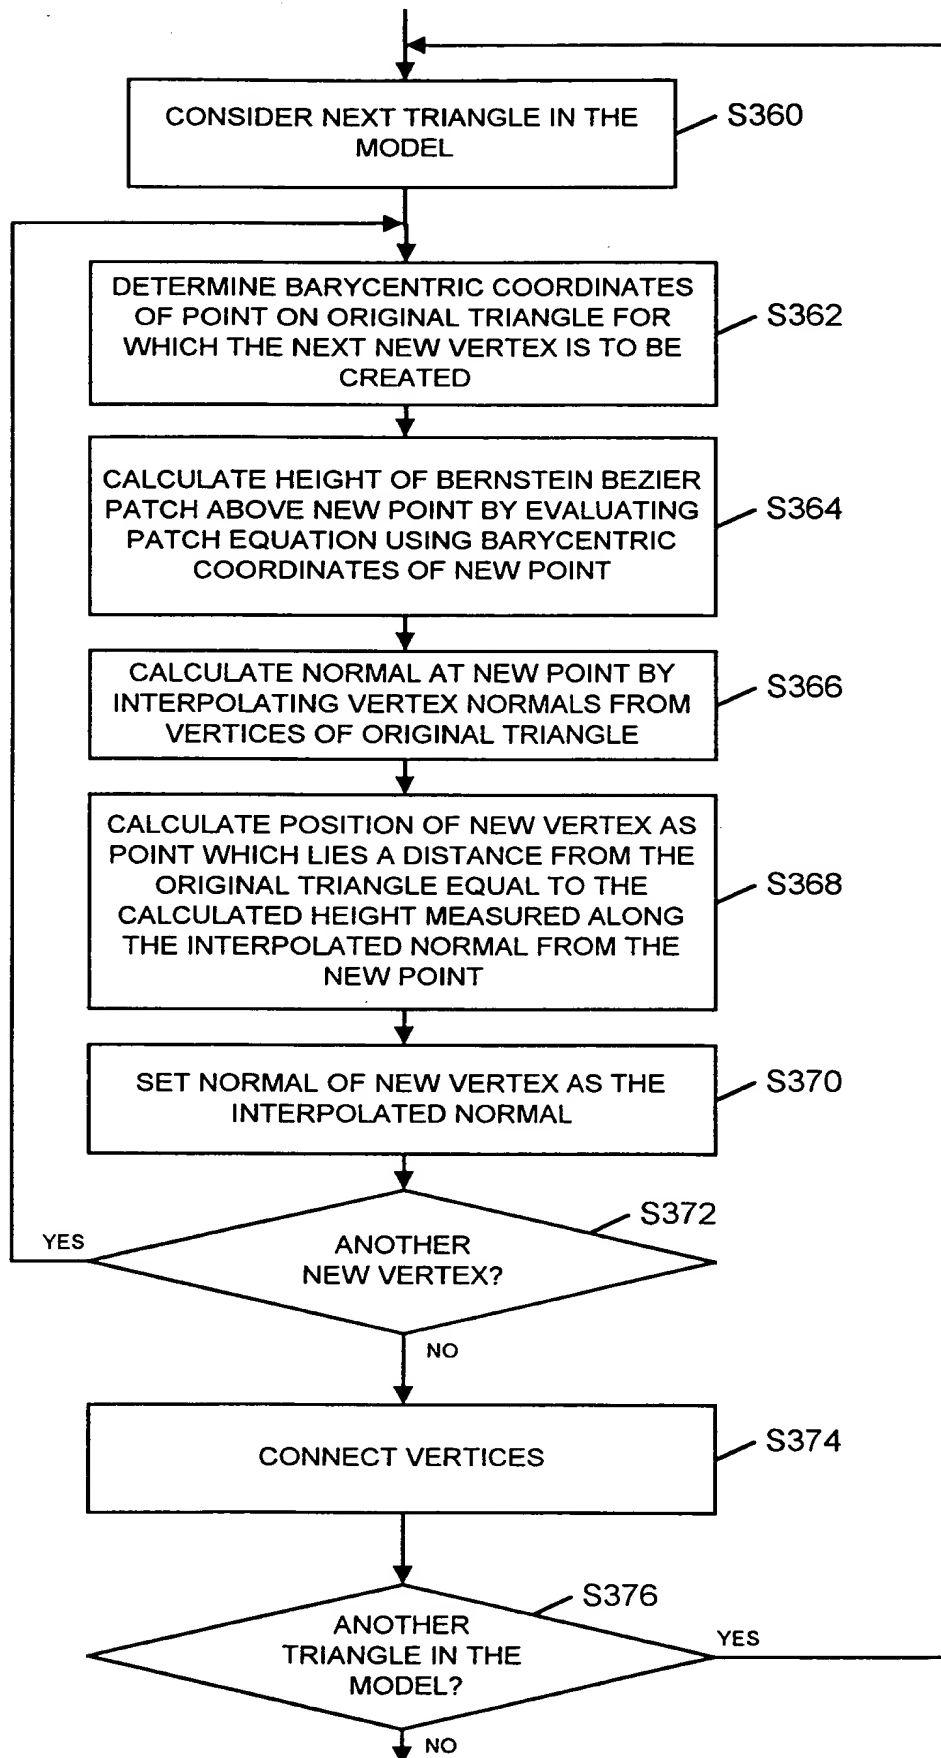 CONSIDER NEXT TRIANGLE IN THE
MODEL
S360
DETERMINE BARYCENTRIC COORDINATES
OF POINT ON ORIGINAL TRIANGLE FOR
WHICH THE NEXT NEW VERTEX IS TO BE
CREATED
S362
CALCULATE HEIGHT OF BERNSTEIN BEZIER
PATCH ABOVE NEW POINT BY EVALUATING
PATCH EQUATION USING BARYCENTRIC
COORDINATES OF NEW POINT
S364
CALCULATE NORMAL AT NEW POINT BY
INTERPOLATING VERTEX NORMALS FROM
VERTICES OF ORIGINAL TRIANGLE
S366
CALCULATE POSITION OF NEW VERTEX AS
POINT WHICH LIES A DISTANCE FROM THE
ORIGINAL TRIANGLE EQUAL TO THE
CALCULATED HEIGHT MEASURED ALONG
THE INTERPOLATED NORMAL FROM THE
NEW POINT
S368
SET NORMAL OF NEW VERTEX AS THE
INTERPOLATED NORMAL
S370
S372
YES
ANOTHER
NEW VERTEX?
NO
CONNECT VERTICES
S374
S376
ANOTHER
TRIANGLE IN THE
MODEL?
YES
NO